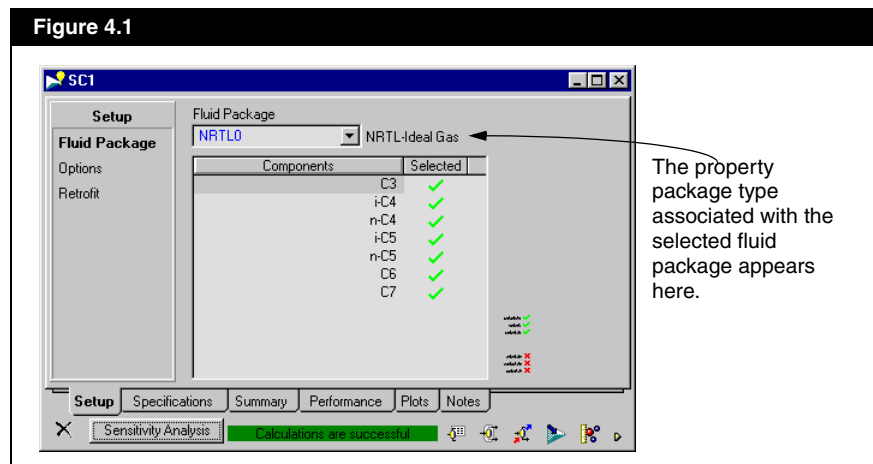 Figure 4.1
SC1
Setup
Fluid Package
Options
Retrofit
Fluid Package
NRTL0
NRTL-Ideal Gas
Components Selected
C3
i-C4
n-C4
i-C5
n-C5
C6
C7
The property
package type
associated with the
selected fluid
package appears
here.
Setup Specifications Summary Performance Plots Notes
Sensitivity Analysis Calculations are successful